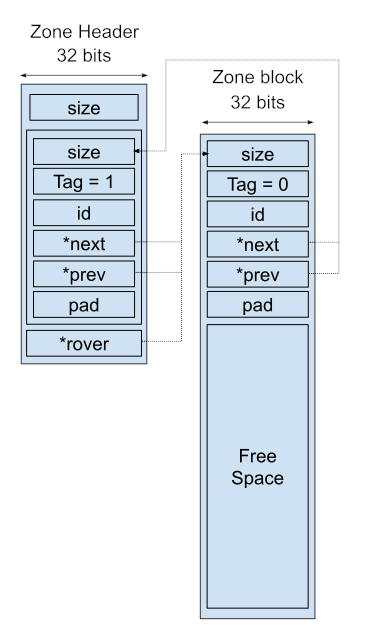 Zone Header
32 bits
size
size
Tag = 1
id
*next
*prev
pad
*rover
Zone block
32 bits
size
Tag = 0
id
*next
*prev
pad
Free
Space